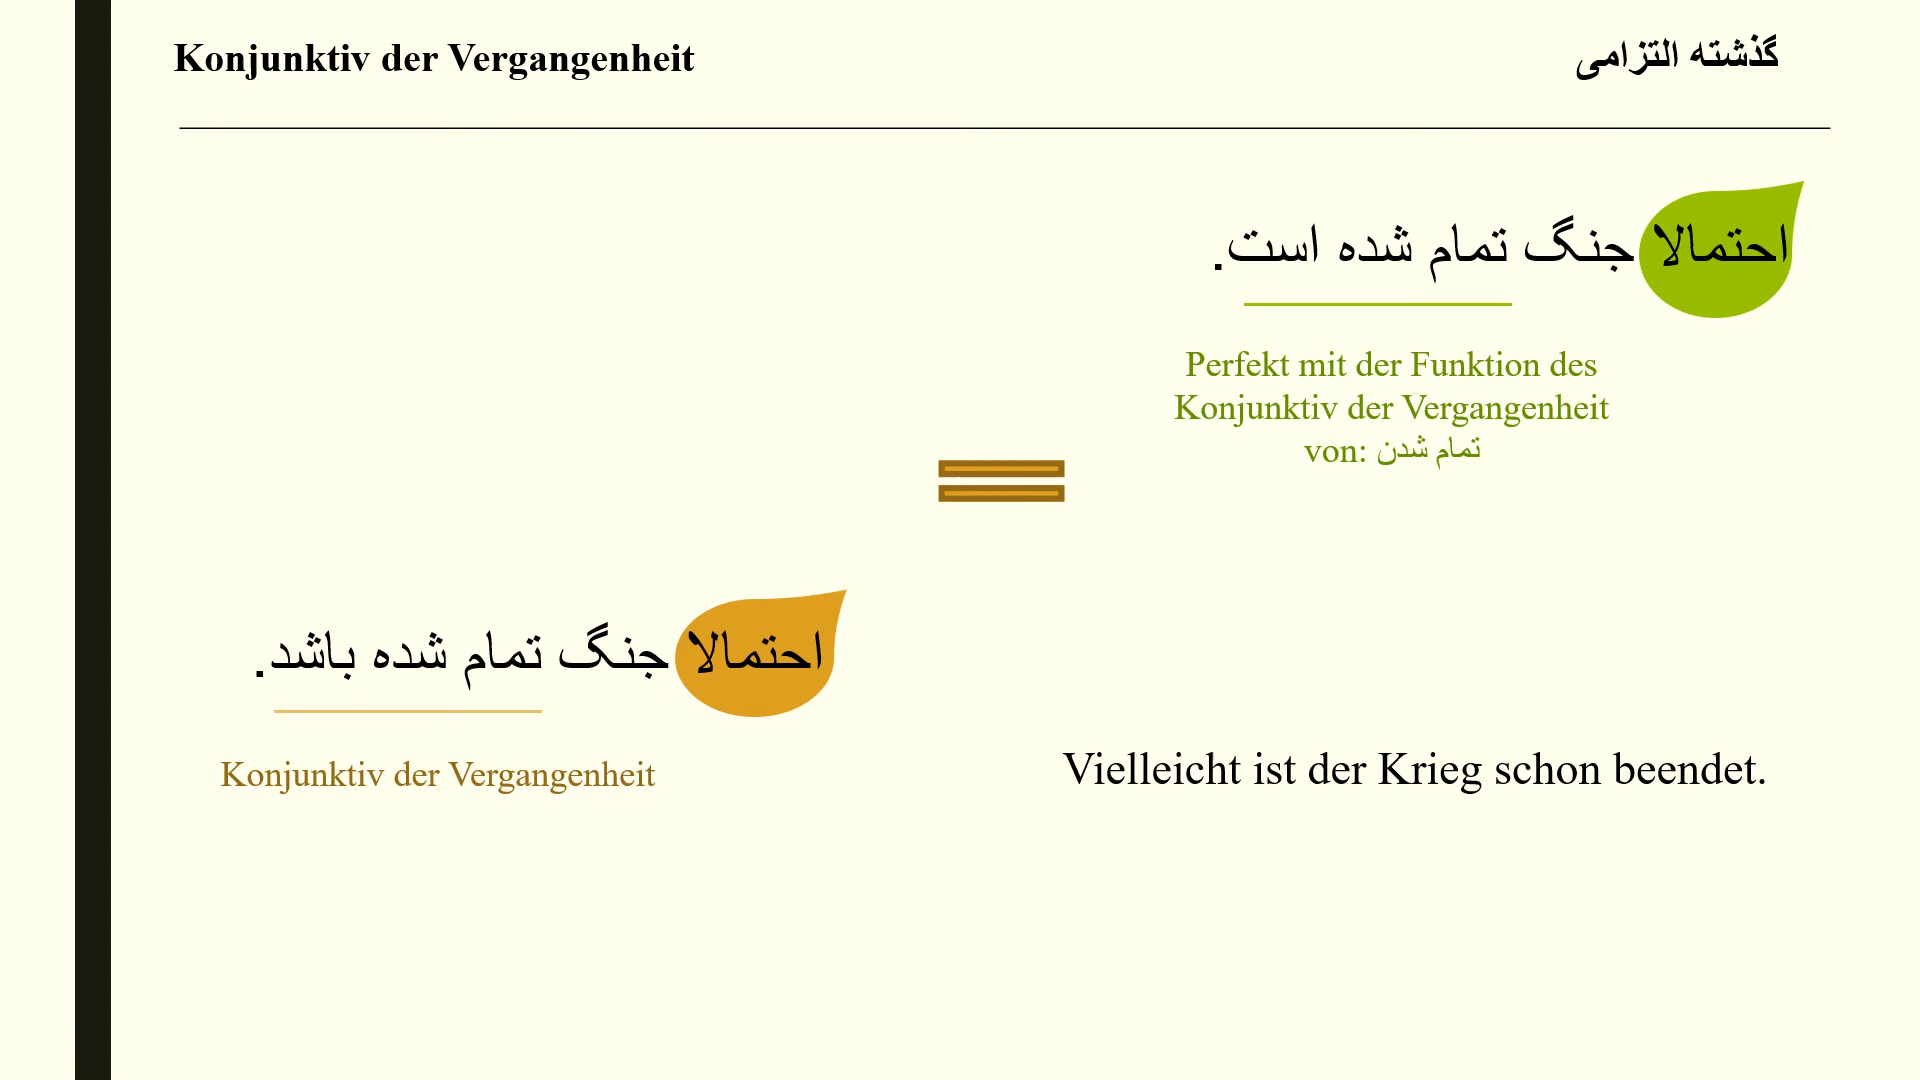 Konjunktiv der Vergangenheit
گذشته التزامی
احتمالا جنگ تمام شده است.
Perfekt mit der Funktion des
Konjunktiv der Vergangenheit
von: تمام شدن
احتمالا جنگ تمام شده باشد.
Konjunktiv der Vergangenheit
Vielleicht ist der Krieg schon beendet.